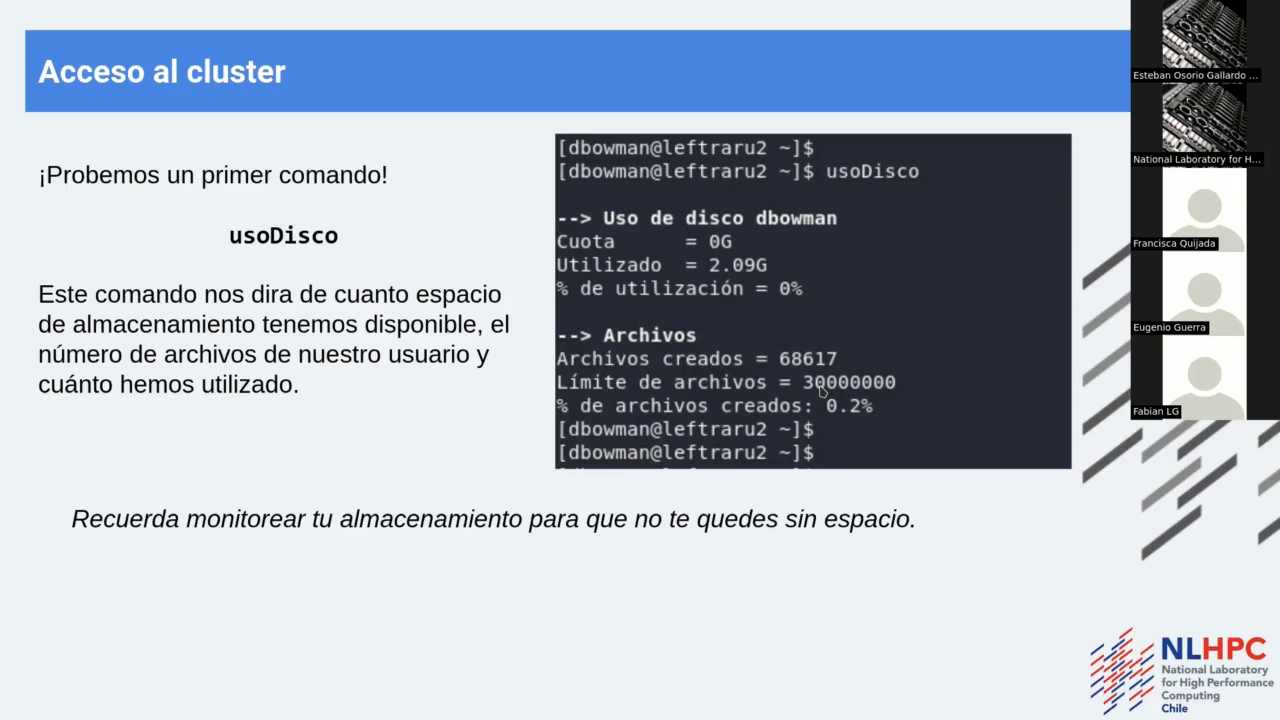 Acceso al cluster
¡Probemos un primer comando!
usoDisco
Este comando nos dira de cuanto espacio
de almacenamiento tenemos disponible, el
número de archivos de nuestro usuario y
cuánto hemos utilizado.
[dbowman@leftraru2 ~]$
[dbowman@leftraru2 ~]$ usoDisco
--> Uso de disco dbowman
Cuota = 0G
Utilizado = 2.09G
% de utilización = 0%
--> Archivos
Archivos creados = 68617
Límite de archivos = 30000000
% de archivos creados: 0.2%
[dbowman@leftraru2 ~]$
[dbowman@leftraru2 ~]$
Recuerda monitorear tu almacenamiento para que no te quedes sin espacio.
Esteban Osorio Gallardo ...
National Laboratory for H...
Francisca Quijada
Eugenio Guerra
Fabian LG
NLHPC
National Laboratory
for High Performance
Computing
Chile